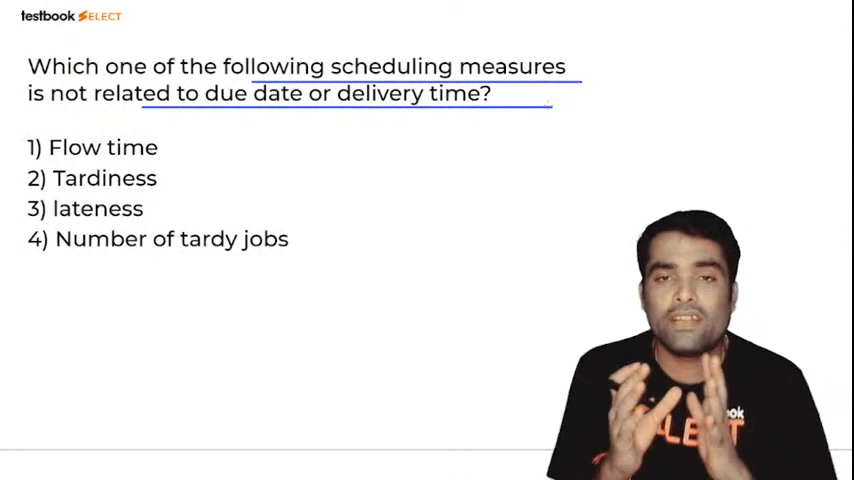 testbook SELECT
Which one of the following scheduling measures
is not related to due date or delivery time?
1) Flow time
2) Tardiness
3) lateness
4) Number of tardy jobs